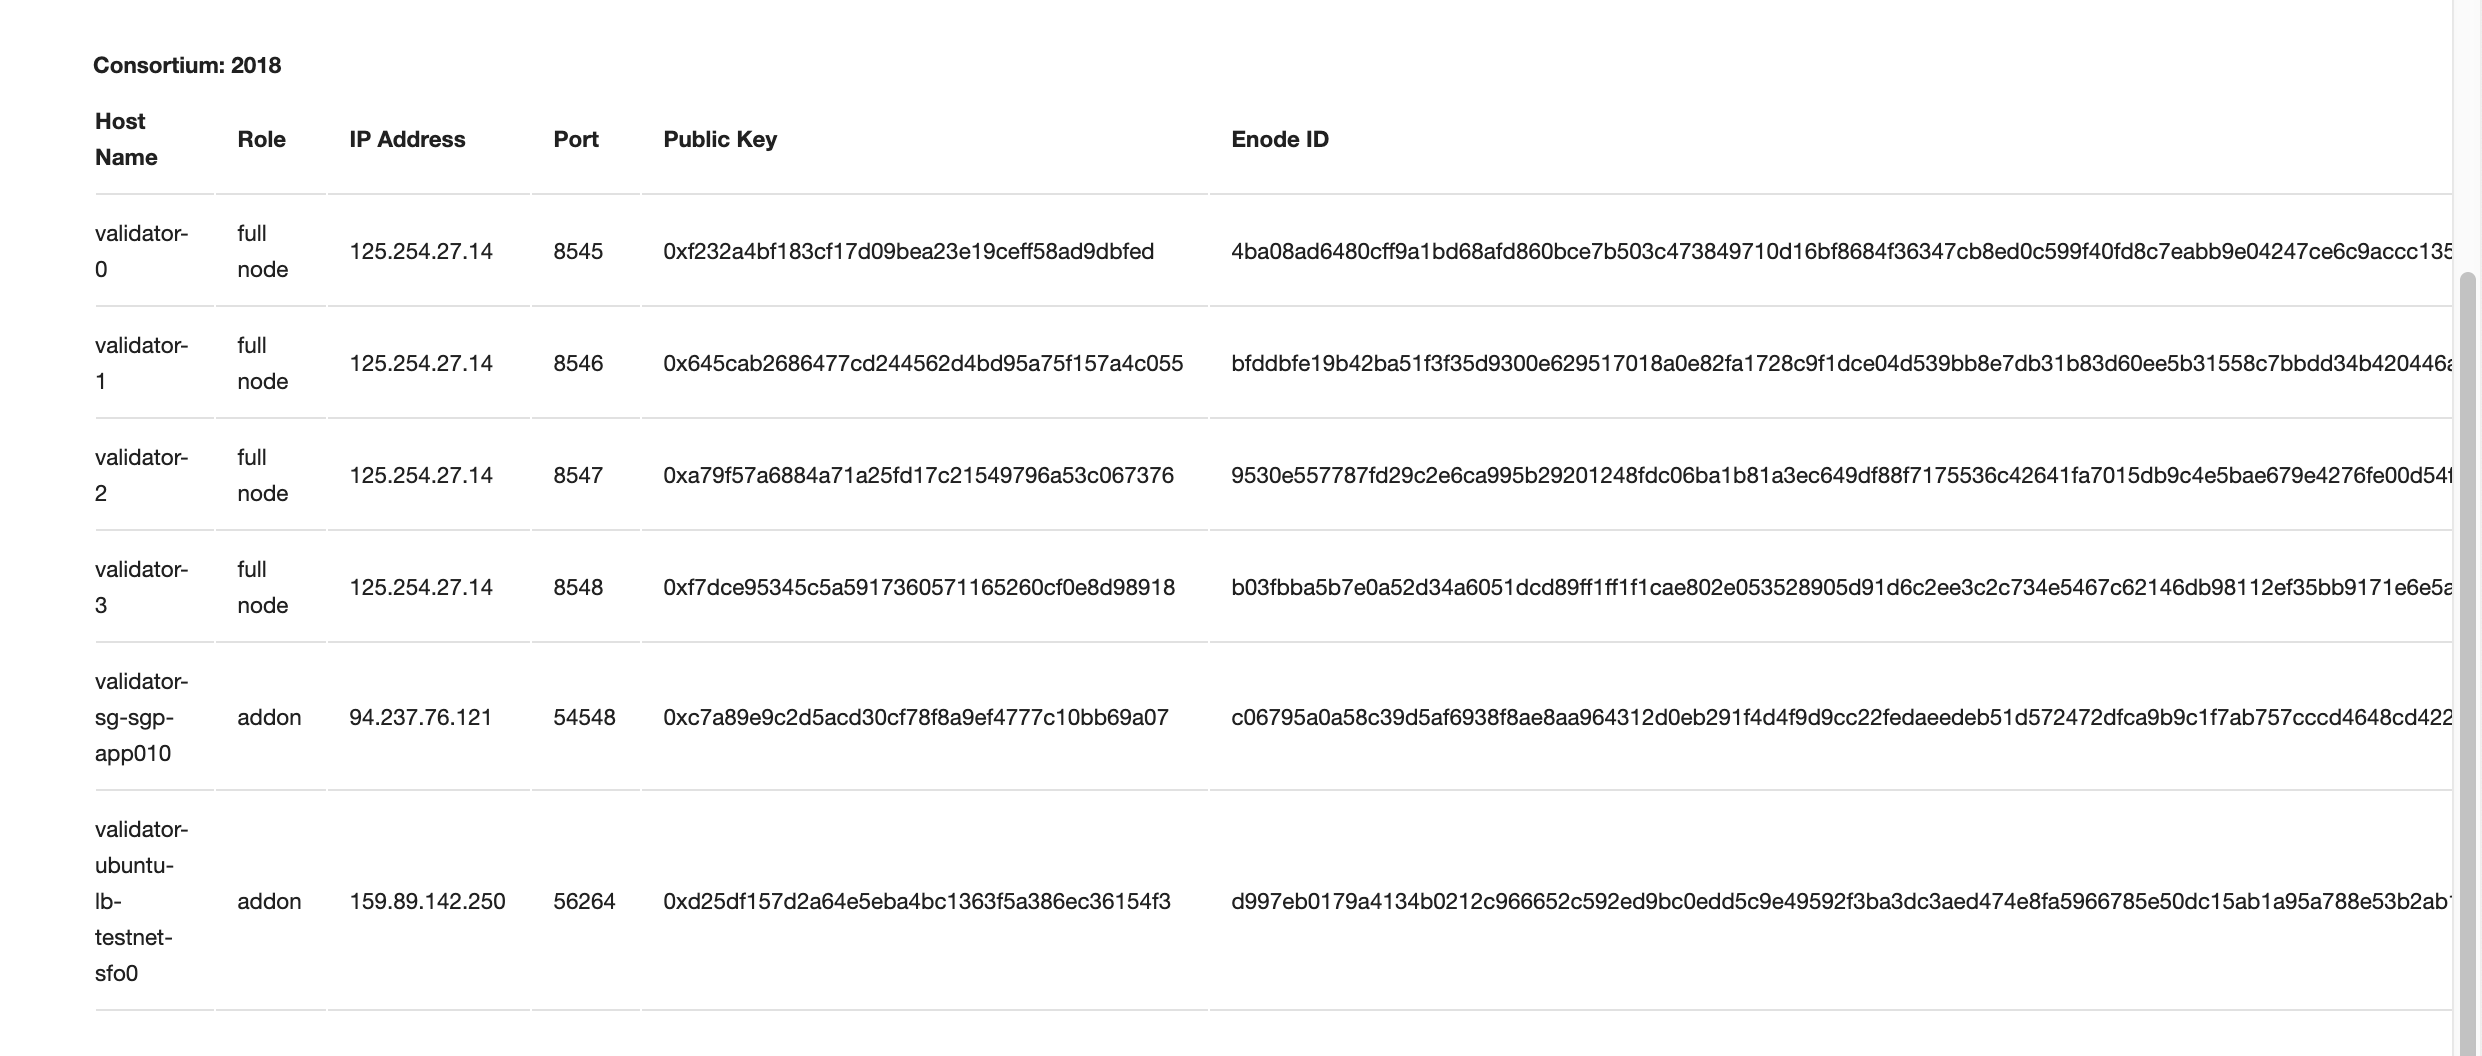 Consortium: 2018
Host
Name
Role
IP Address
Port
Public Key
Enode ID
validator-
0
full
node
125.254.27.14
8545
0xf232a4bf183cf17d09bea23e19ceff58ad9dbfed
4ba08ad6480cff9a1bd68afd860bce7b503c473849710d16bf8684f36347cb8ed0c599f40fd8c7eabb9e04247ce6c9accc135
validator-
1
full
node
125.254.27.14
8546
0x645cab2686477cd244562d4bd95a75f157a4c055
bfddbfe19b42ba51f3f35d9300e629517018a0e82fa1728c9f1dce04d539bb8e7db31b83d60ee5b31558c7bbdd34b420446a
validator-
2
full
node
125.254.27.14
8547
0xa79f57a6884a71a25fd17c21549796a53c067376
9530e557787fd29c2e6ca995b29201248fdc06ba1b81a3ec649df88f7175536c42641fa7015db9c4e5bae679e4276fe00d54f
validator-
3
full
node
125.254.27.14
8548
0xf7dce95345c5a5917360571165260cf0e8d98918
b03fbba5b7e0a52d34a6051dcd89ff1ff1f1cae802e053528905d91d6c2ee3c2c734e5467c62146db98112ef35bb9171e6e5a
validator-
sg-sgp-
app010
addon
94.237.76.121
54548
0xc7a89e9c2d5acd30cf78f8a9ef4777c10bb69a07
c06795a0a58c39d5af6938f8ae8aa964312d0eb291f4d4f9d9cc22fedaeedeb51d572472dfca9b9c1f7ab757cccd4648cd422
validator-
ubuntu-
lb-
testnet-
sfo0
addon
159.89.142.250
56264
0xd25df157d2a64e5eba4bc1363f5a386ec36154f3
d997eb0179a4134b0212c966652c592ed9bc0edd5c9e49592f3ba3dc3aed474e8fa5966785e50dc15ab1a95a788e53b2ab1